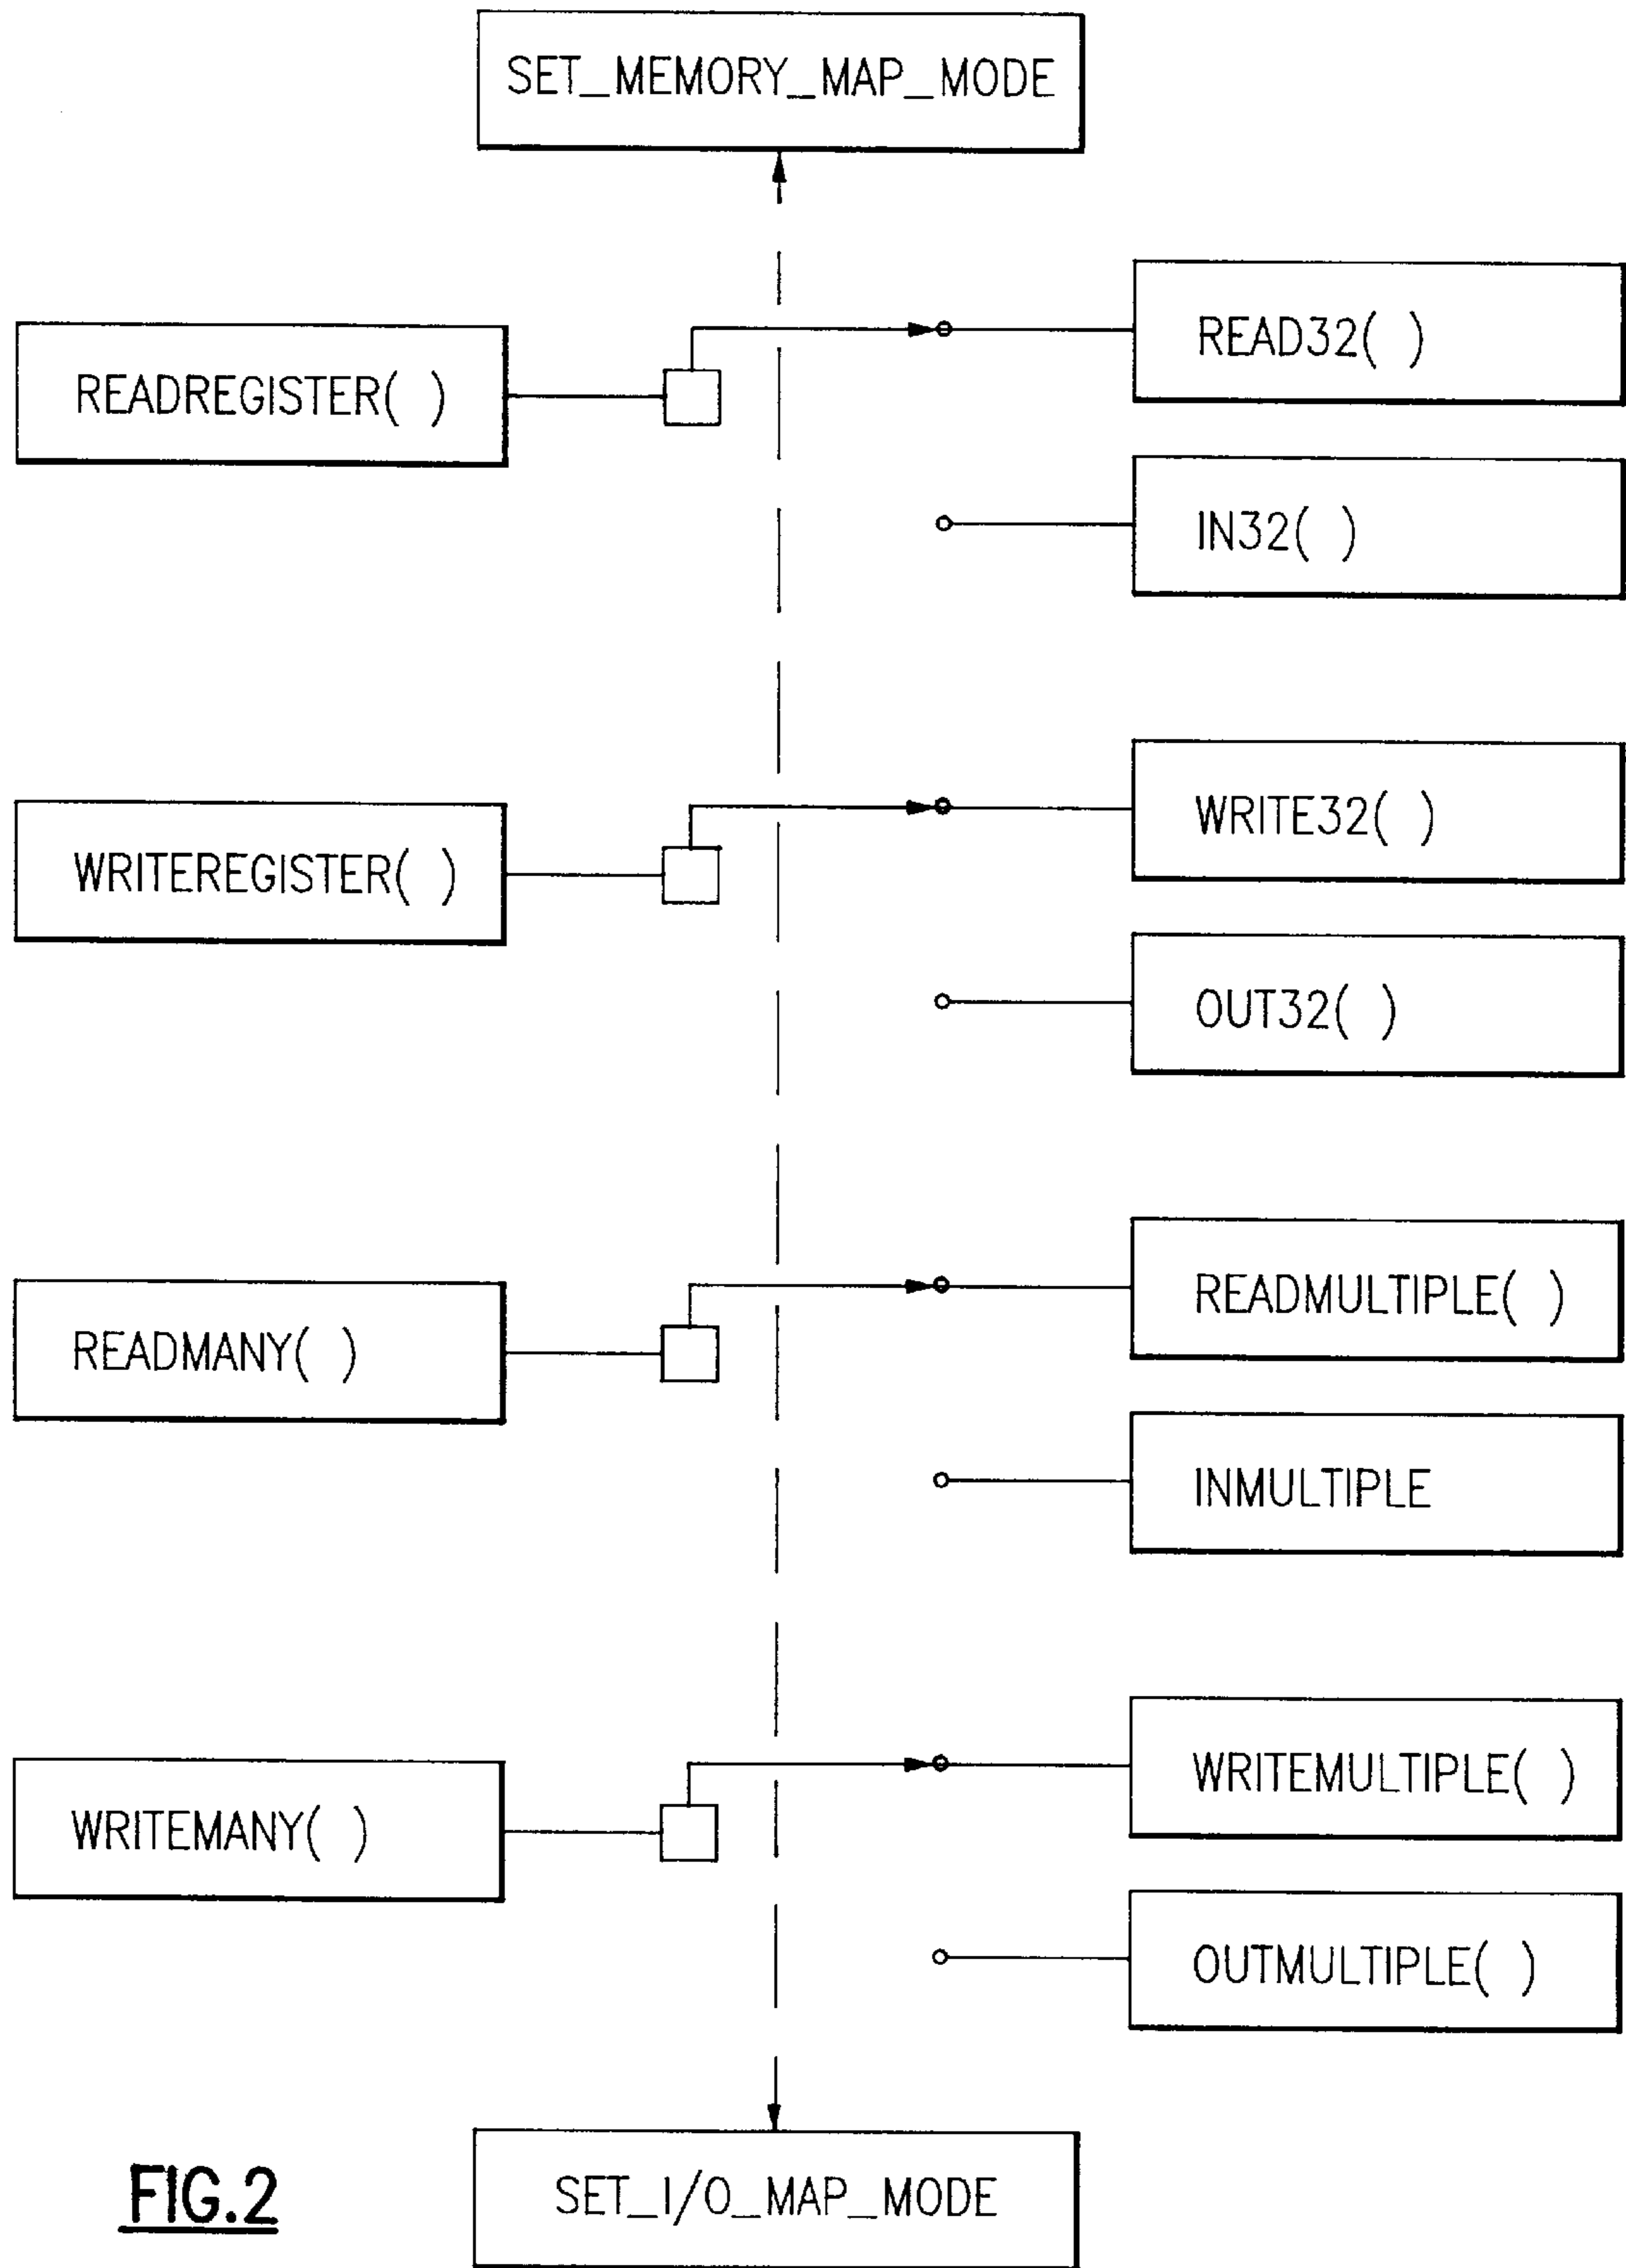 SET_MEMORY_MAP_MODE
READ32( )
READREGISTER( )
IN32( )
WRITE32( )
WRITEREGISTER( )
OUT32( )
READMULTIPLE( )
READMANY( )
INMULTIPLE
WRITEMULTIPLE( )
WRITEMANY( )
OUTMULTIPLE( )
SET_I/O_MAP_MODE
FIG.2